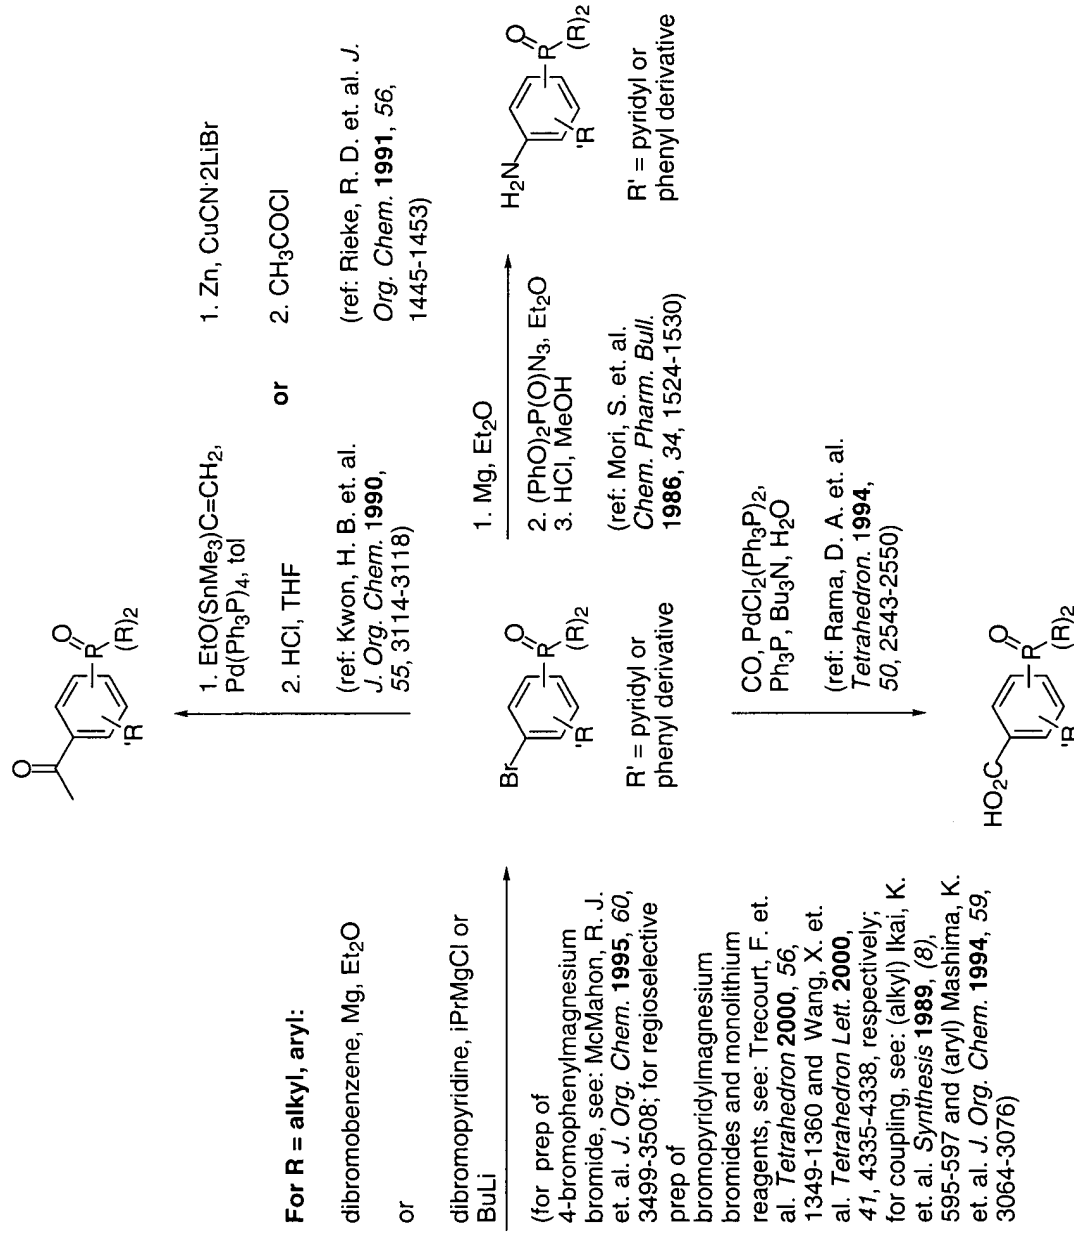 O
O
R
(R)2
'R
1. EtO(SnMe3)C=CH2,
Pd(Ph3P)4, tol
2. HCl, THF
(ref: Kwon, H. B. et. al.
J. Org. Chem. 1990,
55, 3114-3118)
or
1. Zn, CuCN·2LiBr
2. CH3COCl
(ref: Rieke, R. D. et. al. J.
Org. Chem. 1991, 56,
1445-1453)
For R = alkyl, aryl:
dibromobenzene, Mg, Et2O
or
dibromopyridine, iPrMgCl or
BuLi
(for prep of
4-bromophenylmagnesium
bromide, see: McMahon, R. J.
et. al. J. Org. Chem. 1995, 60,
3499-3508; for regioselective
prep of
bromopyridylmagnesium
bromides and monolithium
reagents, see: Trecourt, F. et.
al. Tetrahedron 2000, 56,
1349-1360 and Wang, X. et.
al. Tetrahedron Lett. 2000,
41, 4335-4338, respectively;
for coupling, see: (alkyl) Ikai, K.
et. al. Synthesis 1989, (8),
595-597 and (aryl) Mashima, K.
et. al. J. Org. Chem. 1994, 59,
3064-3076)
Br
O
R
(R)2
'R
R' = pyridyl or
phenyl derivative
1. Mg, Et2O
2. (PhO)2P(O)N3, Et2O
3. HCl, MeOH
(ref: Mori, S. et. al.
Chem. Pharm. Bull.
1986, 34, 1524-1530)
H2N
O
R
(R)2
'R
R' = pyridyl or
phenyl derivative
CO, PdCl2(Ph3P)2,
Ph3P, Bu3N, H2O
(ref: Rama, D. A. et. al.
Tetrahedron. 1994,
50, 2543-2550)
HO2C
O
R
(R)2
'R